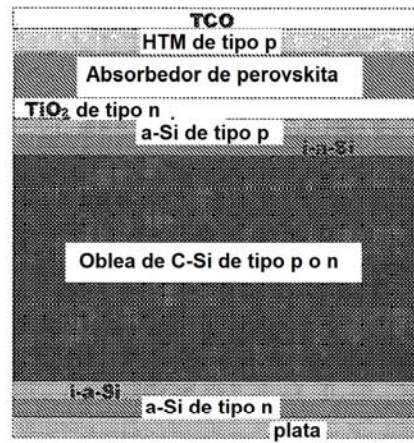 TCO
HTM de tipo p
Absorbedor de perovskita
TiO₂ de tipo n
a-Si de tipo p
i-a-Si
Oblea de C-Si de tipo p o n
i-a-Si
a-Si de tipo n
plata